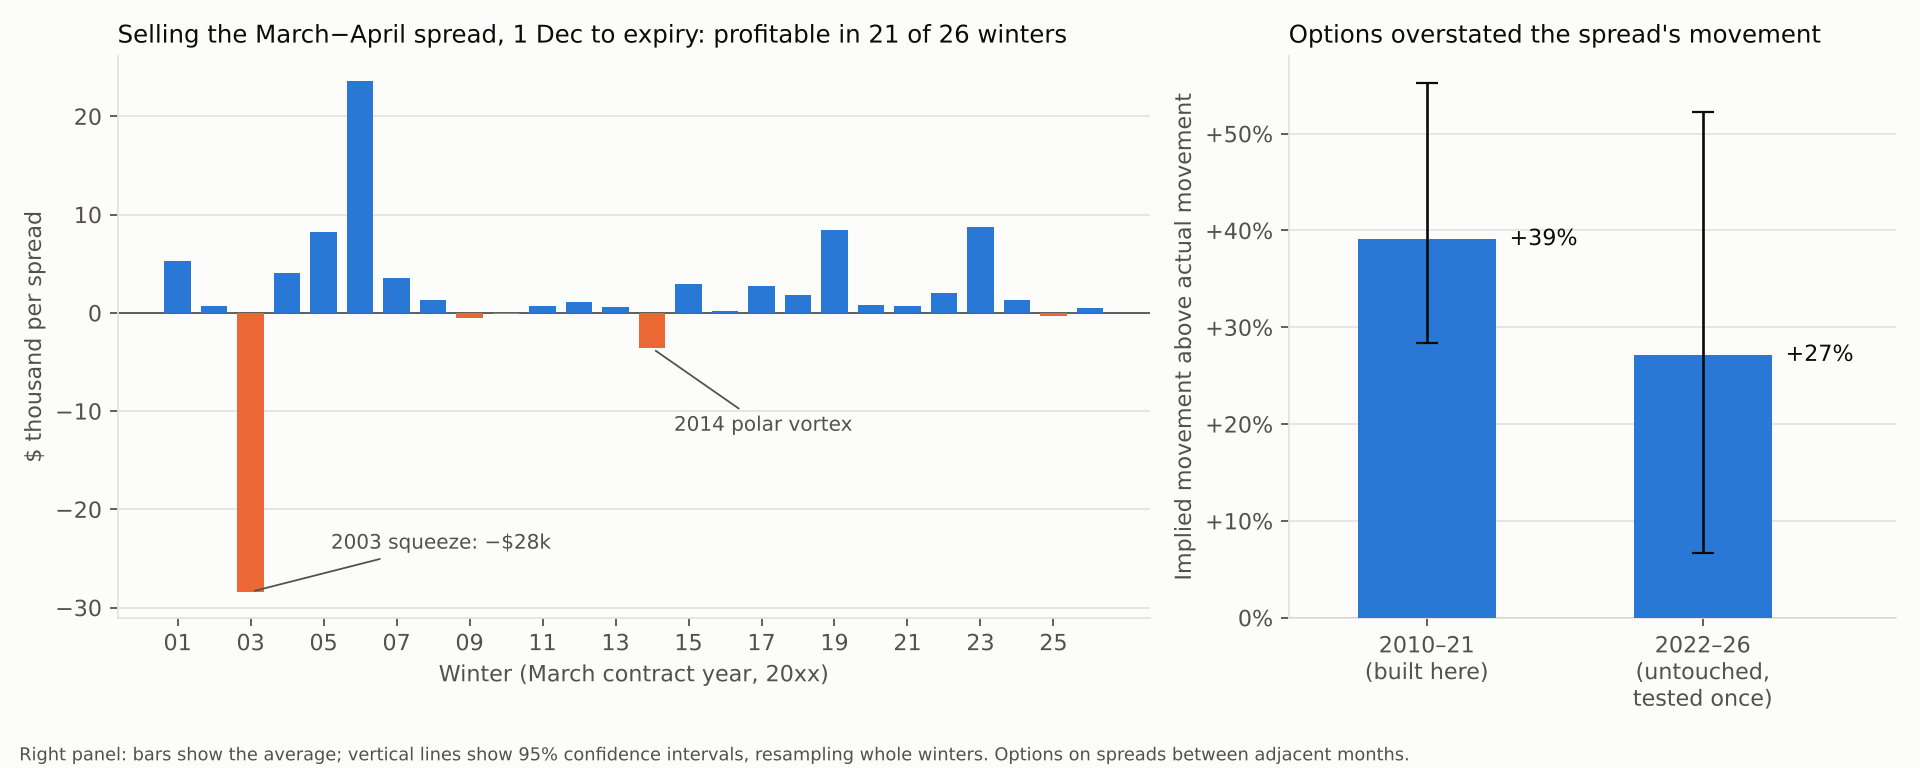 Selling the March−April spread, 1 Dec to expiry: profitable in 21 of 26 winters
$ thousand per spread
20
10
0
−10
−20
−30
2014 polar vortex
2003 squeeze: −$28k
01 03 05 07 09 11 13 15 17 19 21 23 25
Winter (March contract year, 20xx)
Options overstated the spread's movement
Implied movement above actual movement
+50%
+40%
+30%
+20%
+10%
0%
+39%
+27%
2010–21
(built here)
2022–26
(untouched,
tested once)
Right panel: bars show the average; vertical lines show 95% confidence intervals, resampling whole winters. Options on spreads between adjacent months.